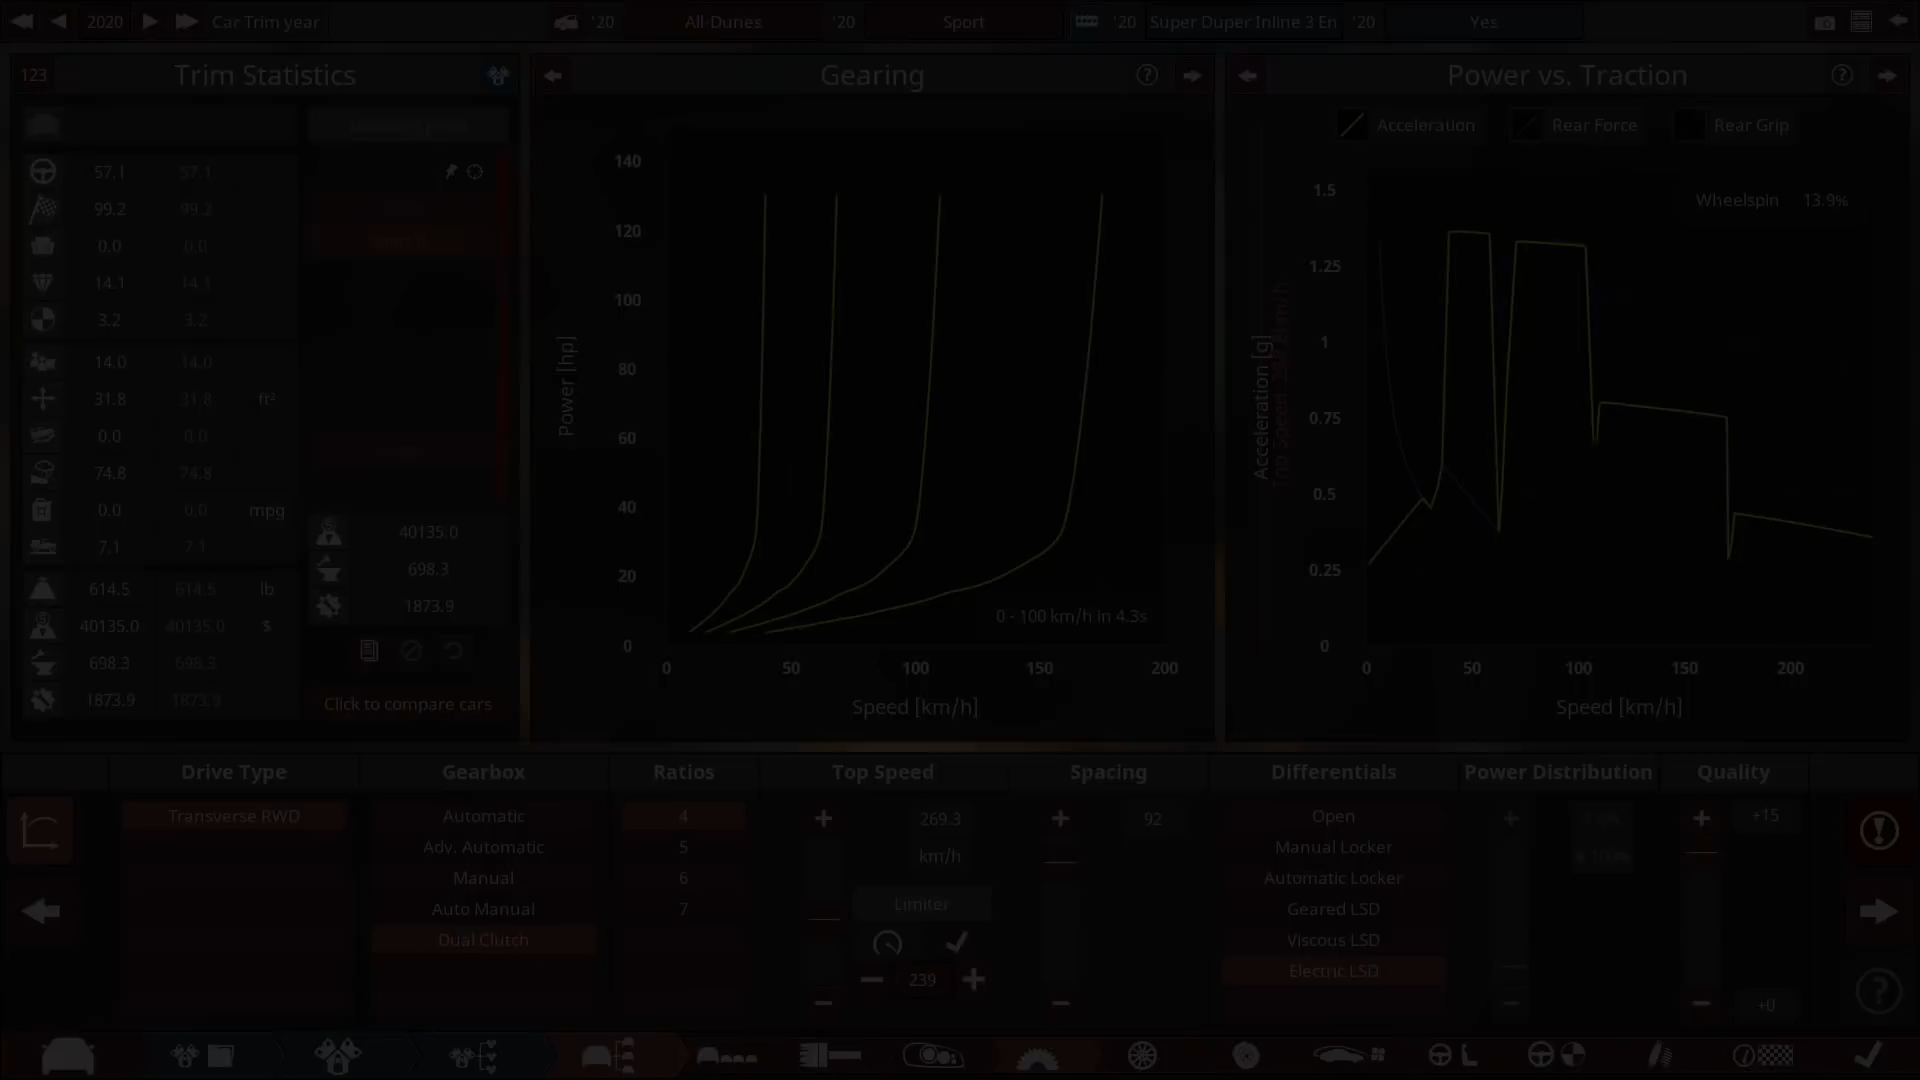 2020 Car Trim year '20 All-Dunes '20 Sport '20 Super Duper Inline 3 En '20 Yes
123 Trim Statistics
57.1 57.1
99.2 99.2
0.0 0.0
14.1 14.1
3.2 3.2
14.0 14.0
31.8 31.8 ft²
0.0 0.0
74.8 74.8
0.0 0.0 mpg
7.1 7.1
614.5 614.5 lb
40135.0 40135.0 $
698.3 698.3
1873.9 1873.9
40135.0
698.3
1873.9
Click to compare cars
Gearing
?
Power [hp]
140
120
100
80
60
40
20
0
0 - 100 km/h in 4.3s
0 50 100 150 200
Speed [km/h]
Power vs. Traction
?
Acceleration Rear Force Rear Grip
Wheelspin 13.9%
Acceleration [g]
1.5
1.25
1
0.75
0.5
0.25
0
0 50 100 150 200
Speed [km/h]
Drive Type
Transverse RWD
Gearbox
Automatic
Adv. Automatic
Manual
Auto Manual
Dual Clutch
Ratios
4
5
6
7
Top Speed
+ 269.3
km/h
Limiter
− 239 +
−
Spacing
+ 92
−
Differentials
Open
Manual Locker
Automatic Locker
Geared LSD
Viscous LSD
Electric LSD
Power Distribution
+
−
Quality
+ +15
− +0
?